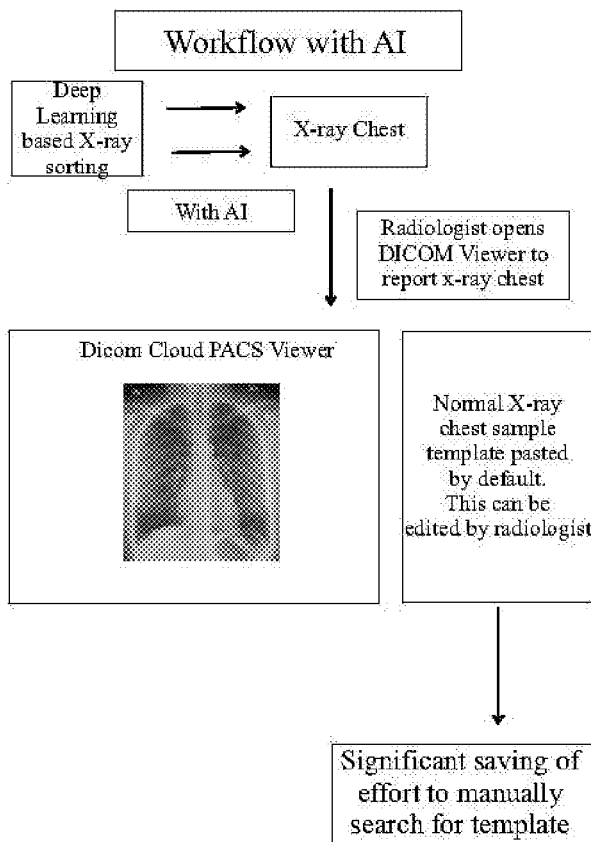 Workflow with AI
Deep
Learning
based X-ray
sorting
X-ray Chest
With AI
Radiologist opens
DICOM Viewer to
report x-ray chest
Dicom Cloud PACS Viewer
Normal X-ray
chest sample
template pasted
by default.
This can be
edited by radiologist
Significant saving of
effort to manually
search for template